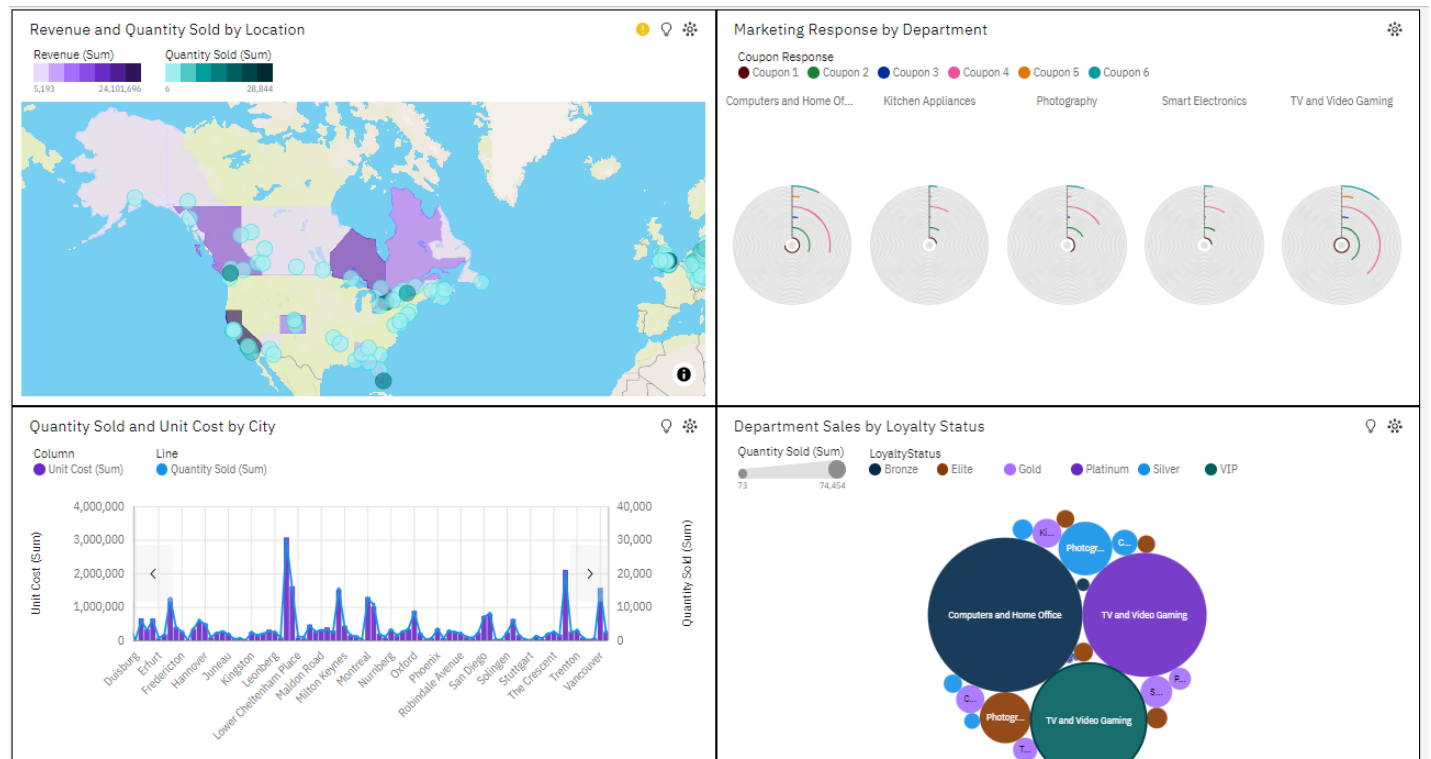 Revenue and Quantity Sold by Location
Revenue (Sum)
5,193 24,101,696
Quantity Sold (Sum)
6 28,844
Marketing Response by Department
Coupon Response
Coupon 1 Coupon 2 Coupon 3 Coupon 4 Coupon 5 Coupon 6
Computers and Home Of... Kitchen Appliances Photography Smart Electronics TV and Video Gaming
Quantity Sold and Unit Cost by City
Column
Unit Cost (Sum)
Line
Quantity Sold (Sum)
Unit Cost (Sum)
4,000,000
3,000,000
2,000,000
1,000,000
0
40,000
30,000
20,000
10,000
0
Quantity Sold (Sum)
Duisburg
Erfurt
Fredericton
Hannover
Juneau
Kingston
Leonberg
Lower Cheltenham Place
Maldon Road
Milton Keynes
Montreal
Nurnberg
Oxford
Phoenix
Robindale Avenue
San Diego
Solingen
Stuttgart
The Crescent
Trenton
Vancouver
Department Sales by Loyalty Status
Quantity Sold (Sum)
73 74,454
LoyaltyStatus
Bronze Elite Gold Platinum Silver VIP
Ki...
Photogr...
C...
Computers and Home Office
TV and Video Gaming
C...
Photogr...
T...
TV and Video Gaming
S...
P...